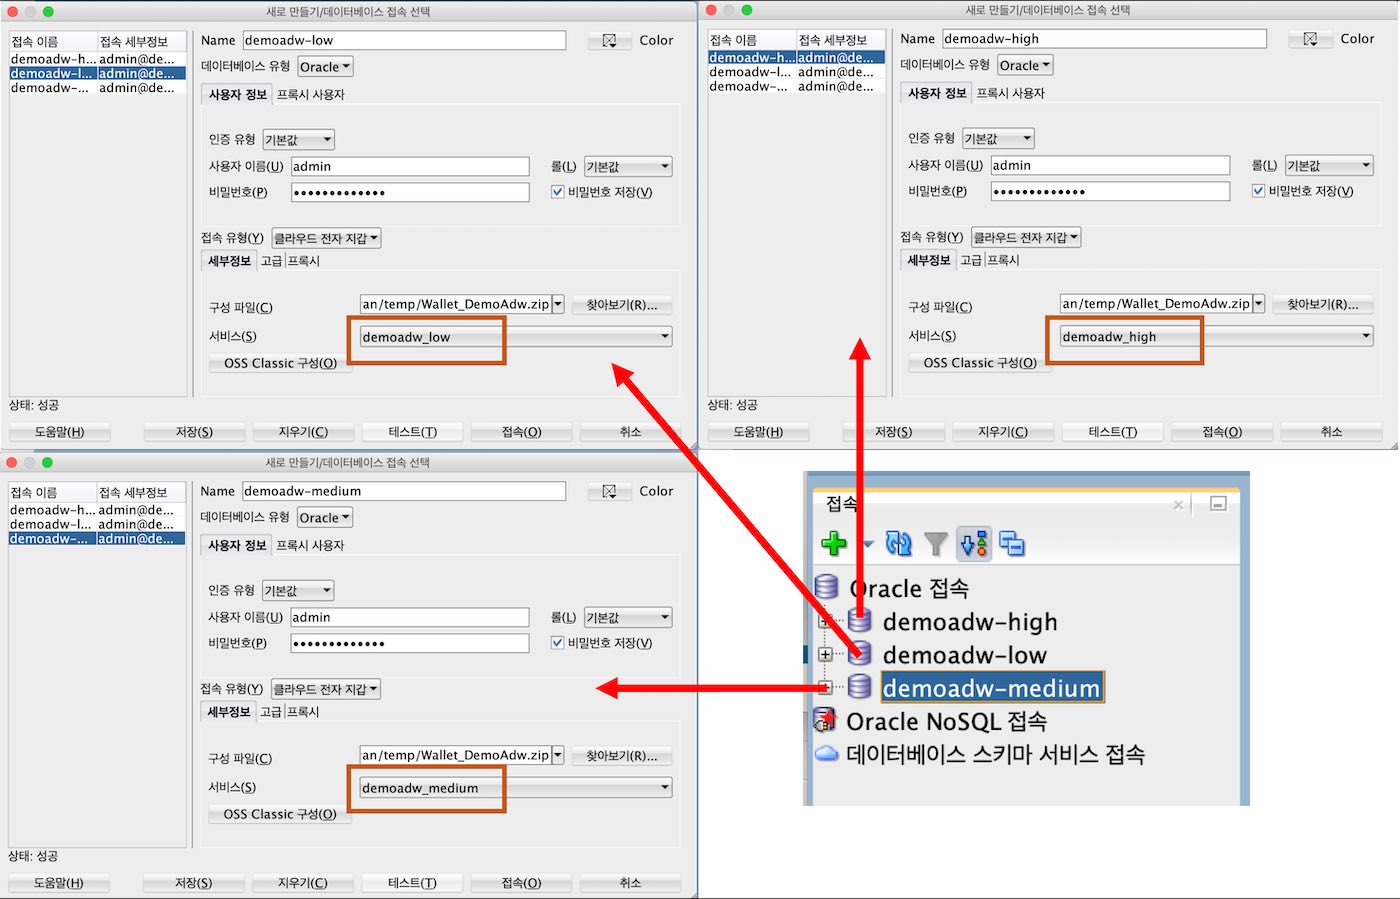 새로 만들기/데이터베이스 접속 선택
접속 이름 접속 세부정보
demoadw-h... admin@de...
demoadw-l... admin@de...
demoadw-... admin@de...
Name demoadw-low Color
데이터베이스 유형 Oracle
사용자 정보 프록시 사용자
인증 유형 기본값
사용자 이름(U) admin 롤(L) 기본값
비밀번호(P) ••••••••••••• 비밀번호 저장(V)
접속 유형(Y) 클라우드 전자 지갑
세부정보 고급 프록시
구성 파일(C) an/temp/Wallet_DemoAdw.zip 찾아보기(R)...
서비스(S) demoadw_low
OSS Classic 구성(O)
상태: 성공
도움말(H) 저장(S) 지우기(C) 테스트(T) 접속(O) 취소
새로 만들기/데이터베이스 접속 선택
접속 이름 접속 세부정보
demoadw-h... admin@de...
demoadw-l... admin@de...
demoadw-... admin@de...
Name demoadw-high Color
데이터베이스 유형 Oracle
사용자 정보 프록시 사용자
인증 유형 기본값
사용자 이름(U) admin 롤(L) 기본값
비밀번호(P) ••••••••••••• 비밀번호 저장(V)
접속 유형(Y) 클라우드 전자 지갑
세부정보 고급 프록시
구성 파일(C) an/temp/Wallet_DemoAdw.zip 찾아보기(R)...
서비스(S) demoadw_high
OSS Classic 구성(O)
상태: 성공
도움말(H) 저장(S) 지우기(C) 테스트(T) 접속(O) 취소
새로 만들기/데이터베이스 접속 선택
접속 이름 접속 세부정보
demoadw-h... admin@de...
demoadw-l... admin@de...
demoadw-... admin@de...
Name demoadw-medium Color
데이터베이스 유형 Oracle
사용자 정보 프록시 사용자
인증 유형 기본값
사용자 이름(U) admin 롤(L) 기본값
비밀번호(P) ••••••••••••• 비밀번호 저장(V)
접속 유형(Y) 클라우드 전자 지갑
세부정보 고급 프록시
구성 파일(C) an/temp/Wallet_DemoAdw.zip 찾아보기(R)...
서비스(S) demoadw_medium
OSS Classic 구성(O)
상태: 성공
도움말(H) 저장(S) 지우기(C) 테스트(T) 접속(O) 취소
접속
Oracle 접속
demoadw-high
demoadw-low
demoadw-medium
Oracle NoSQL 접속
데이터베이스 스키마 서비스 접속